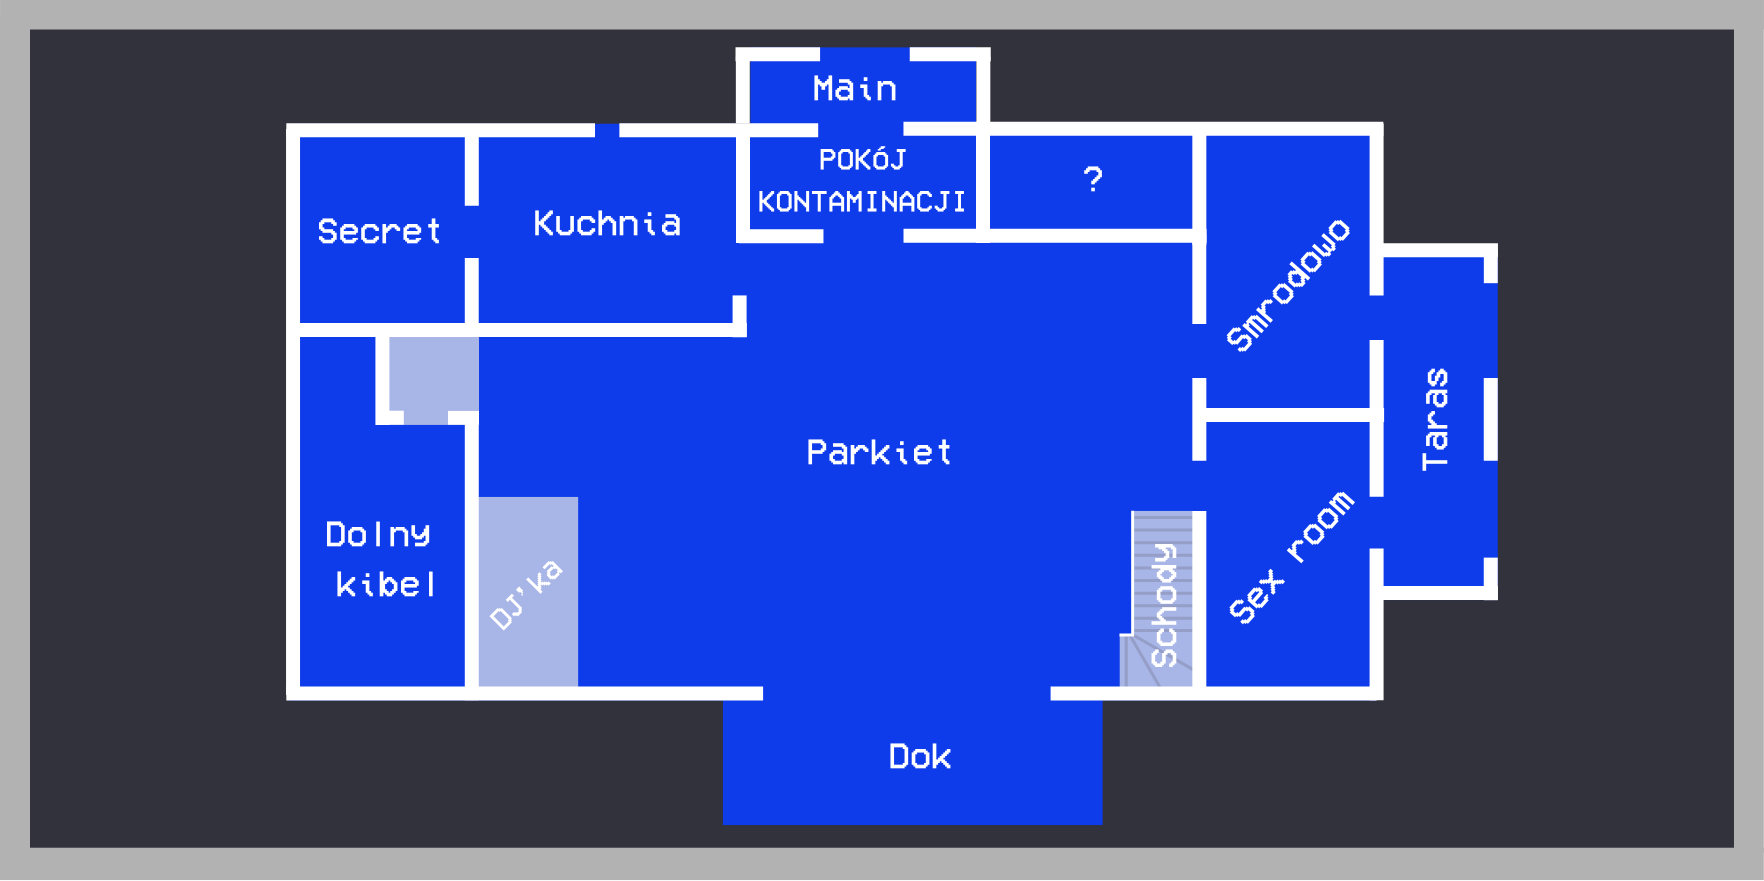 Main
POKÓJ
KONTAMINACJI
?
Secret
Kuchnia
Smrodowo
Taras
Parkiet
Dolny
kibel
DJ'ka
Schody
Sex room
Dok